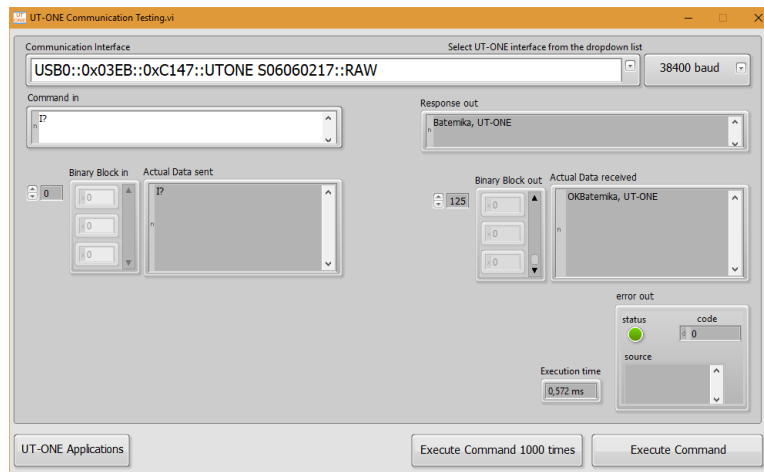 UT-ONE Communication Testing.vi
Communication Interface
Select UT-ONE interface from the dropdown list
USB0::0x03EB::0xC147::UTONE S06060217::RAW
38400 baud
Command in
I?
Response out
Batemika, UT-ONE
Binary Block in
Actual Data sent
0
0
0
0
I?
Binary Block out
Actual Data received
125
0
0
0
OKBatemika, UT-ONE
error out
status
code
d 0
source
Execution time
0,572 ms
UT-ONE Applications
Execute Command 1000 times
Execute Command